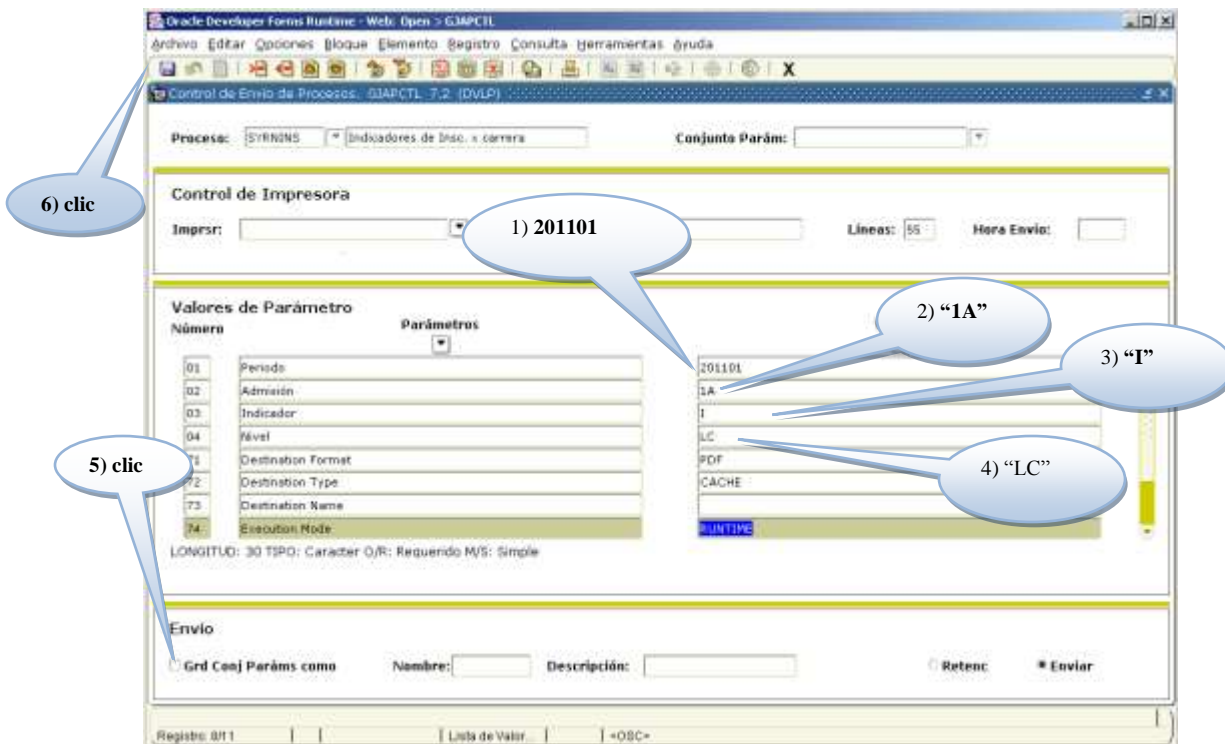 Oracle Developer Forms Runtime - Web: Open > GJAPCTL
Archivo Editar Opciones Bloque Elemento Registro Consulta Herramientas Ayuda
X
Control de Envío de Procesos. GJAPCTL 7.2 (DVLP)
Proceso: SYRNINS Indicadores de Insc. x carrera Conjunto Parám:
6) clic
Control de Impresora
Imprsr: 1) 201101 Líneas: 55 Hora Envío:
Valores de Parámetro
Número Parámetros
2) “1A”
3) “I”
01 Periodo 201101
02 Admisión 1A
03 Indicador I
04 Nivel LC
5) clic
4) “LC”
71 Destination Format PDF
72 Destination Type CACHE
73 Destination Name
74 Execution Mode RUNTIME
LONGITUD: 30 TIPO: Caracter O/R: Requerido M/S: Simple
Envío
Grd Conj Paráms como Nombre: Descripción: Retenc Enviar
Registro: 8/11 Lista de Valor... <OSC>